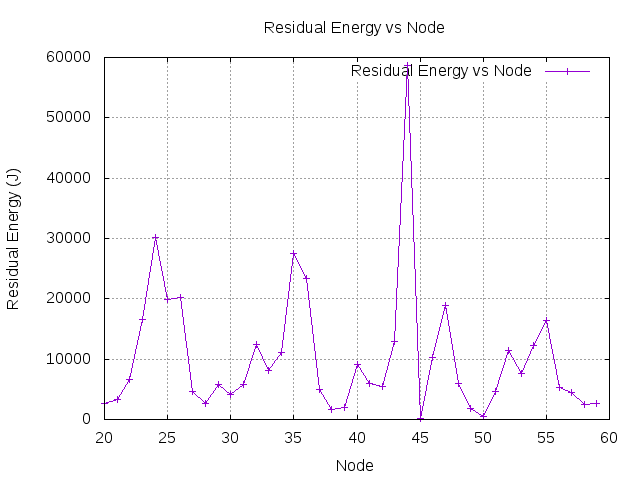 Residual Energy vs Node
60000
Residual Energy vs Node
50000
40000
Residual Energy (J)
30000
20000
10000
0
20 25 30 35 40 45 50 55 60
Node